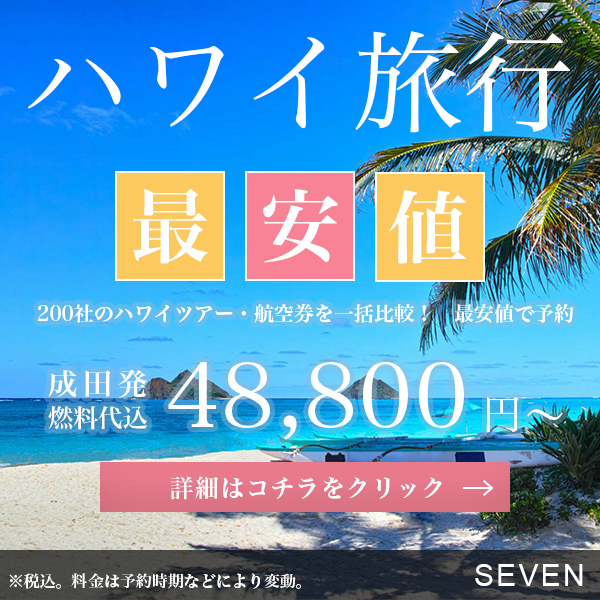 ハワイ旅行
最安値
200社のハワイツアー・航空券を一括比較！　最安値で予約
成田発
燃料代込
48,800円～
詳細はコチラをクリック →
※税込。料金は予約時期などにより変動。
SEVEN